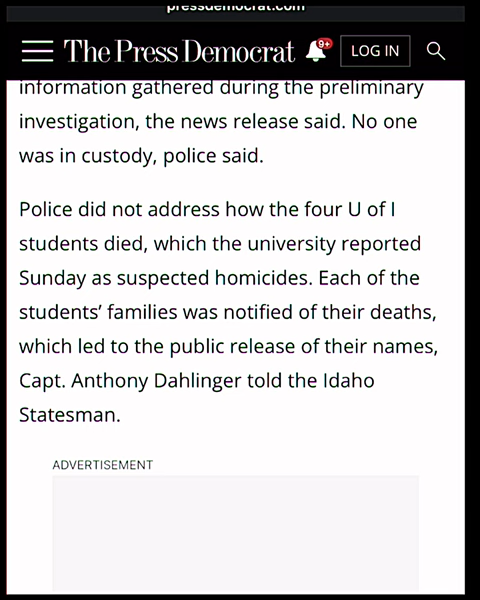 pressdemocrat.com
The Press Democrat
9+
LOG IN
information gathered during the preliminary
investigation, the news release said. No one
was in custody, police said.
Police did not address how the four U of I
students died, which the university reported
Sunday as suspected homicides. Each of the
students’ families was notified of their deaths,
which led to the public release of their names,
Capt. Anthony Dahlinger told the Idaho
Statesman.
ADVERTISEMENT